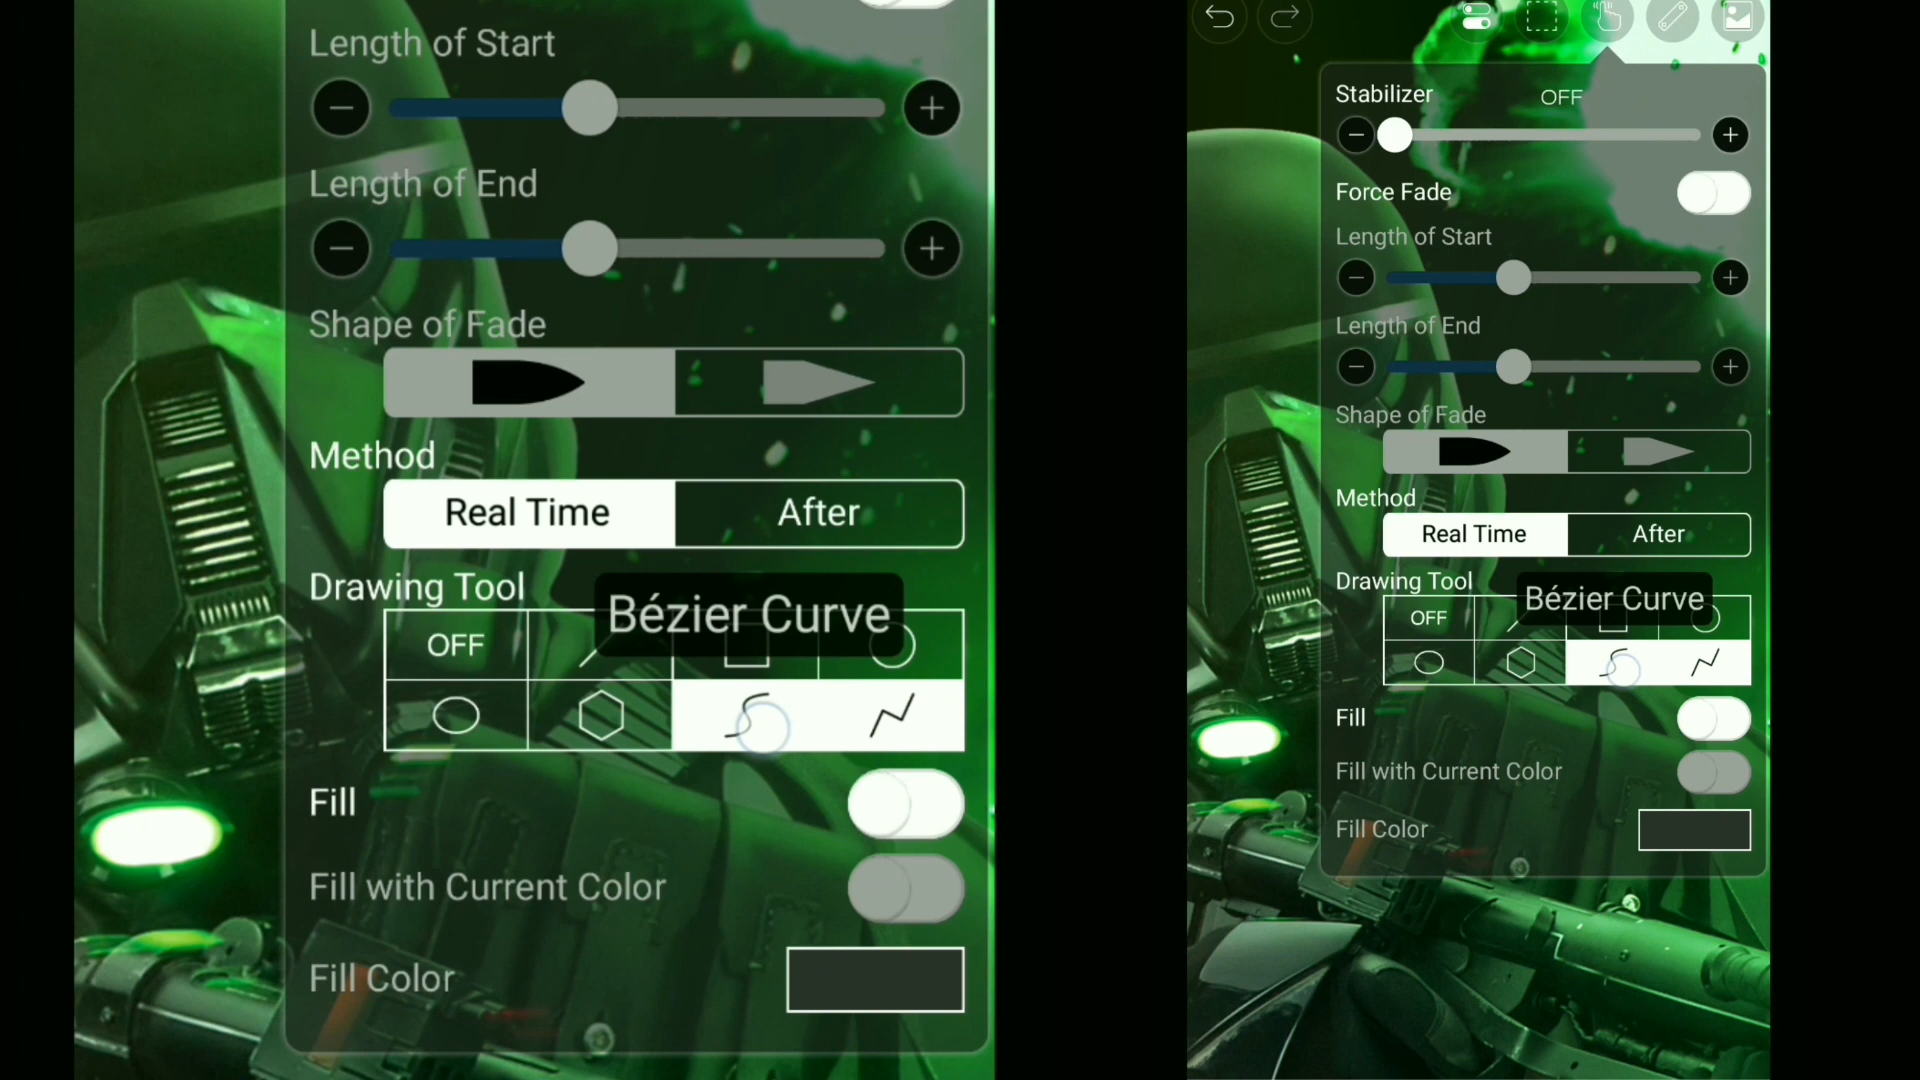 Length of Start
Length of End
Shape of Fade
Method
Real Time
After
Drawing Tool
Bézier Curve
OFF
Fill
Fill with Current Color
Fill Color
Stabilizer
OFF
Force Fade
Length of Start
Length of End
Shape of Fade
Method
Real Time
After
Drawing Tool
Bézier Curve
OFF
Fill
Fill with Current Color
Fill Color